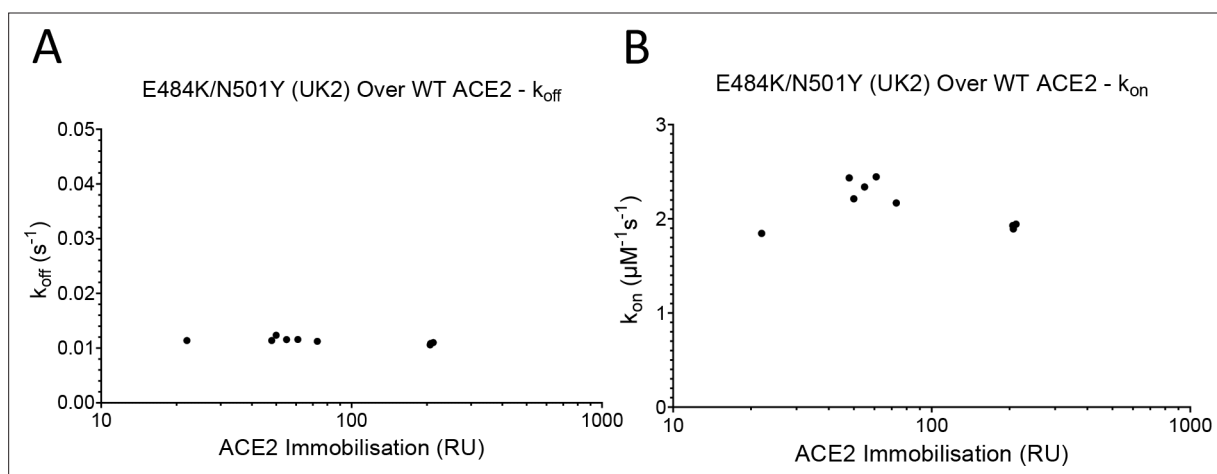 A
E484K/N501Y (UK2) Over WT ACE2 - koff
0.05
0.04
0.03
0.02
0.01
0.00
koff (s-1)
10
100
1000
ACE2 Immobilisation (RU)
B
E484K/N501Y (UK2) Over WT ACE2 - kon
3
2
1
0
kon (µM-1s-1)
10
100
1000
ACE2 Immobilisation (RU)